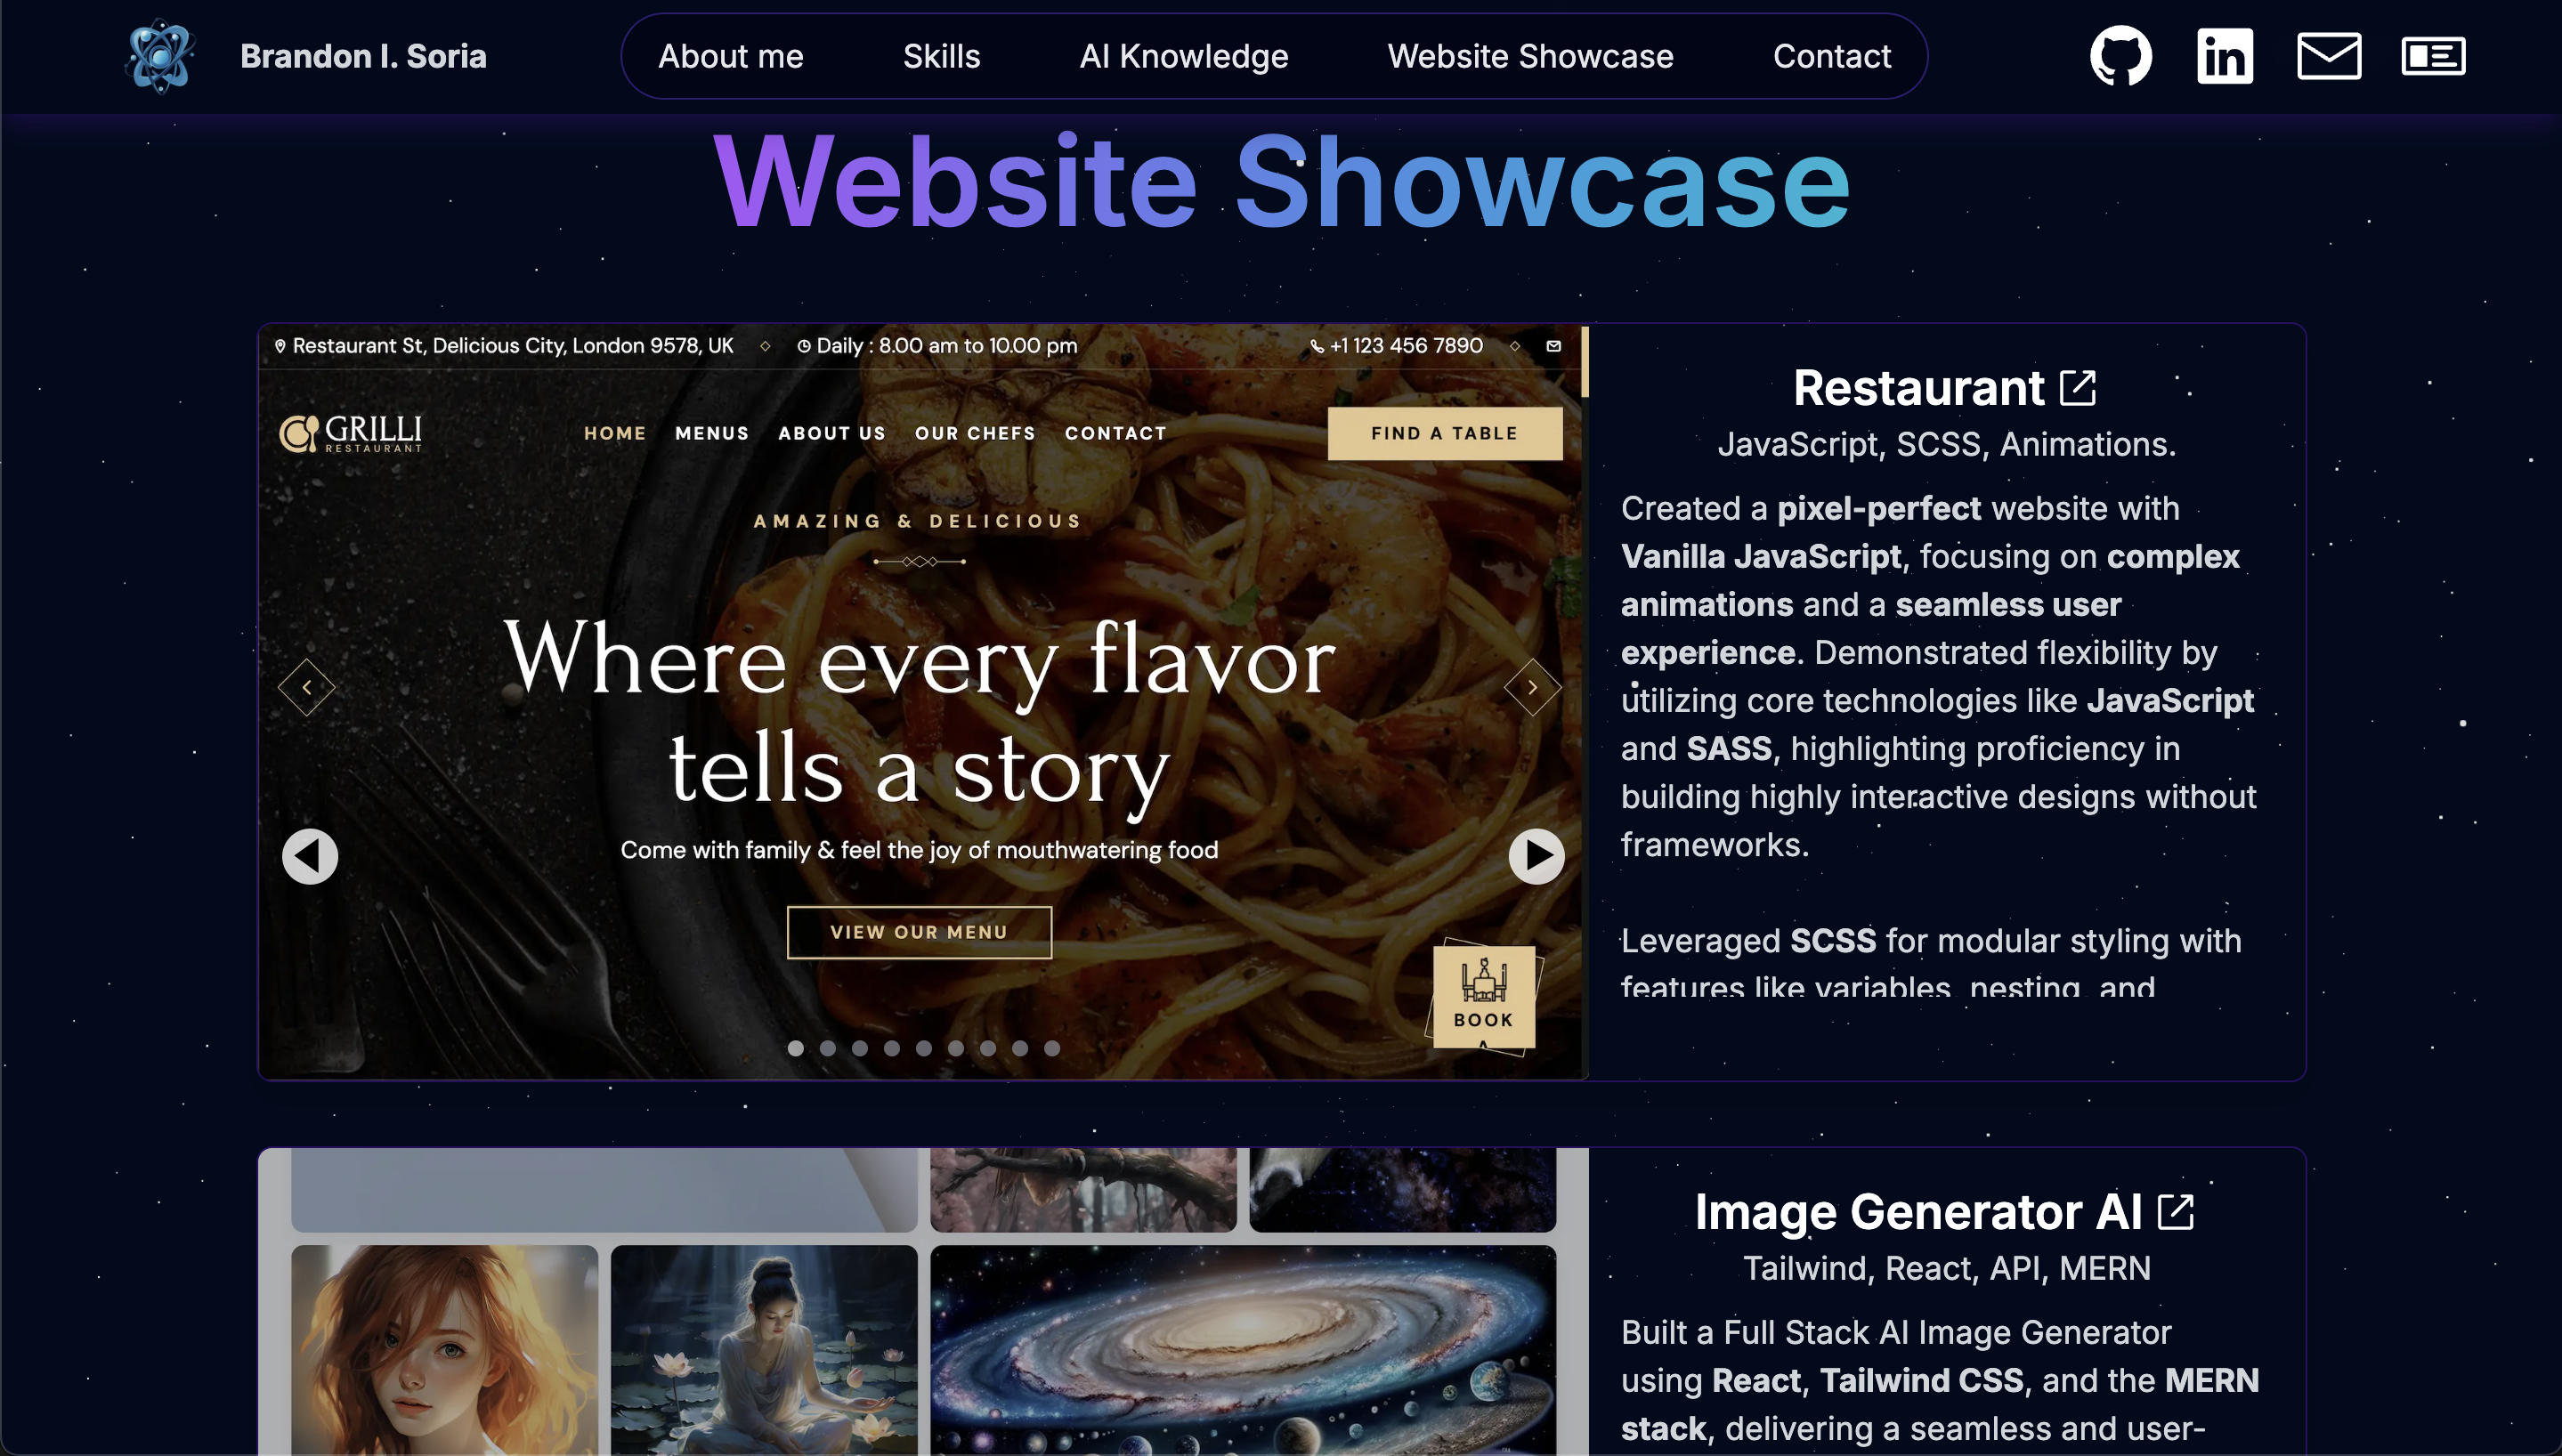 Brandon I. Soria
About me
Skills
AI Knowledge
Website Showcase
Contact
Website Showcase
Restaurant St, Delicious City, London 9578, UK
Daily : 8.00 am to 10.00 pm
+1 123 456 7890
GRILLI
RESTAURANT
HOME
MENUS
ABOUT US
OUR CHEFS
CONTACT
FIND A TABLE
AMAZING & DELICIOUS
Where every flavor
tells a story
Come with family & feel the joy of mouthwatering food
VIEW OUR MENU
BOOK
Restaurant
JavaScript, SCSS, Animations.
Created a pixel-perfect website with
Vanilla JavaScript, focusing on complex
animations and a seamless user
experience. Demonstrated flexibility by
utilizing core technologies like JavaScript
and SASS, highlighting proficiency in
building highly interactive designs without
frameworks.
Leveraged SCSS for modular styling with
features like variables, nesting, and
Image Generator AI
Tailwind, React, API, MERN
Built a Full Stack AI Image Generator
using React, Tailwind CSS, and the MERN
stack, delivering a seamless and user-